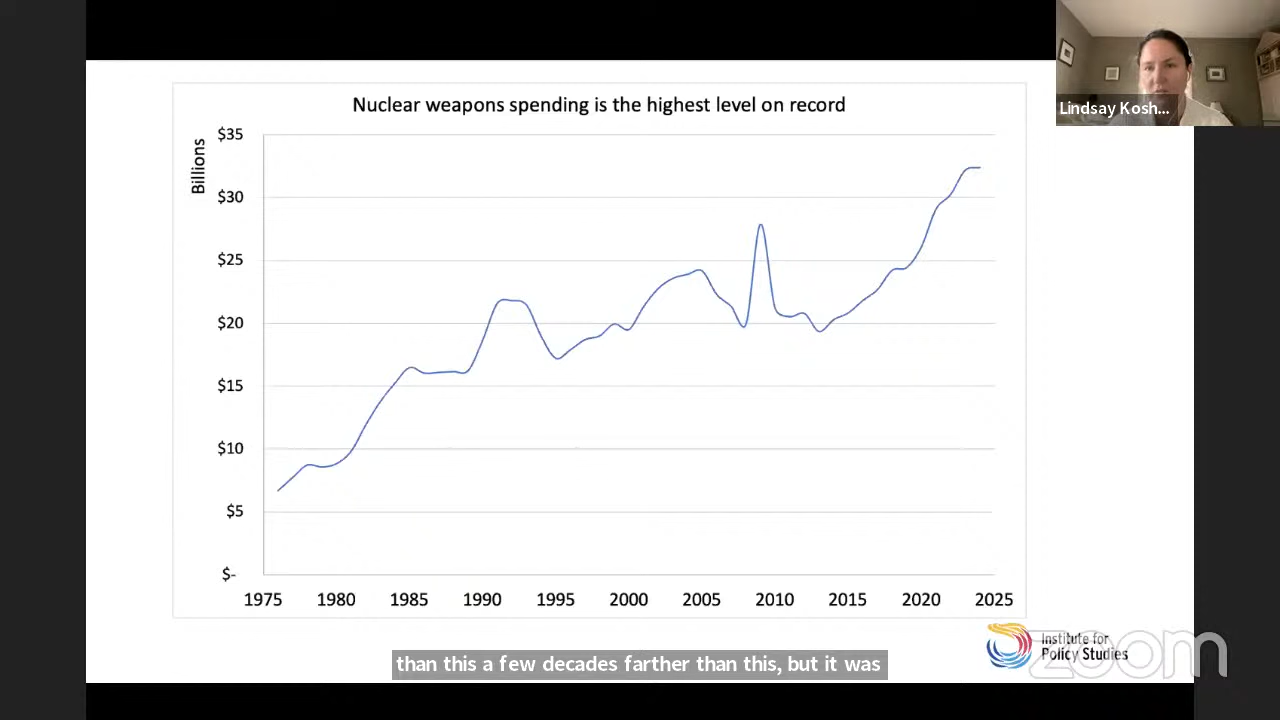 Lindsay Kosh...
Nuclear weapons spending is the highest level on record
Billions
$35
$30
$25
$20
$15
$10
$5
$-
1975 1980 1985 1990 1995 2000 2005 2010 2015 2020 2025
Institute for
Policy Studies
zoom
than this a few decades farther than this, but it was